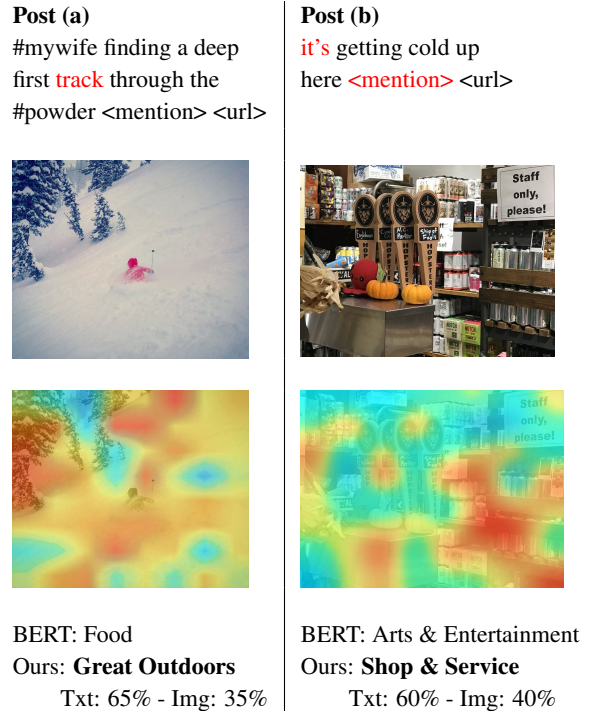 Post (a)
#mywife finding a deep
first track through the
#powder <mention> <url>
BERT: Food
Ours: Great Outdoors
Txt: 65% - Img: 35%
Post (b)
it's getting cold up
here <mention> <url>
Staff
only,
please!
HOPSTERS
NOTCH
Staff
only,
please!
BERT: Arts & Entertainment
Ours: Shop & Service
Txt: 60% - Img: 40%